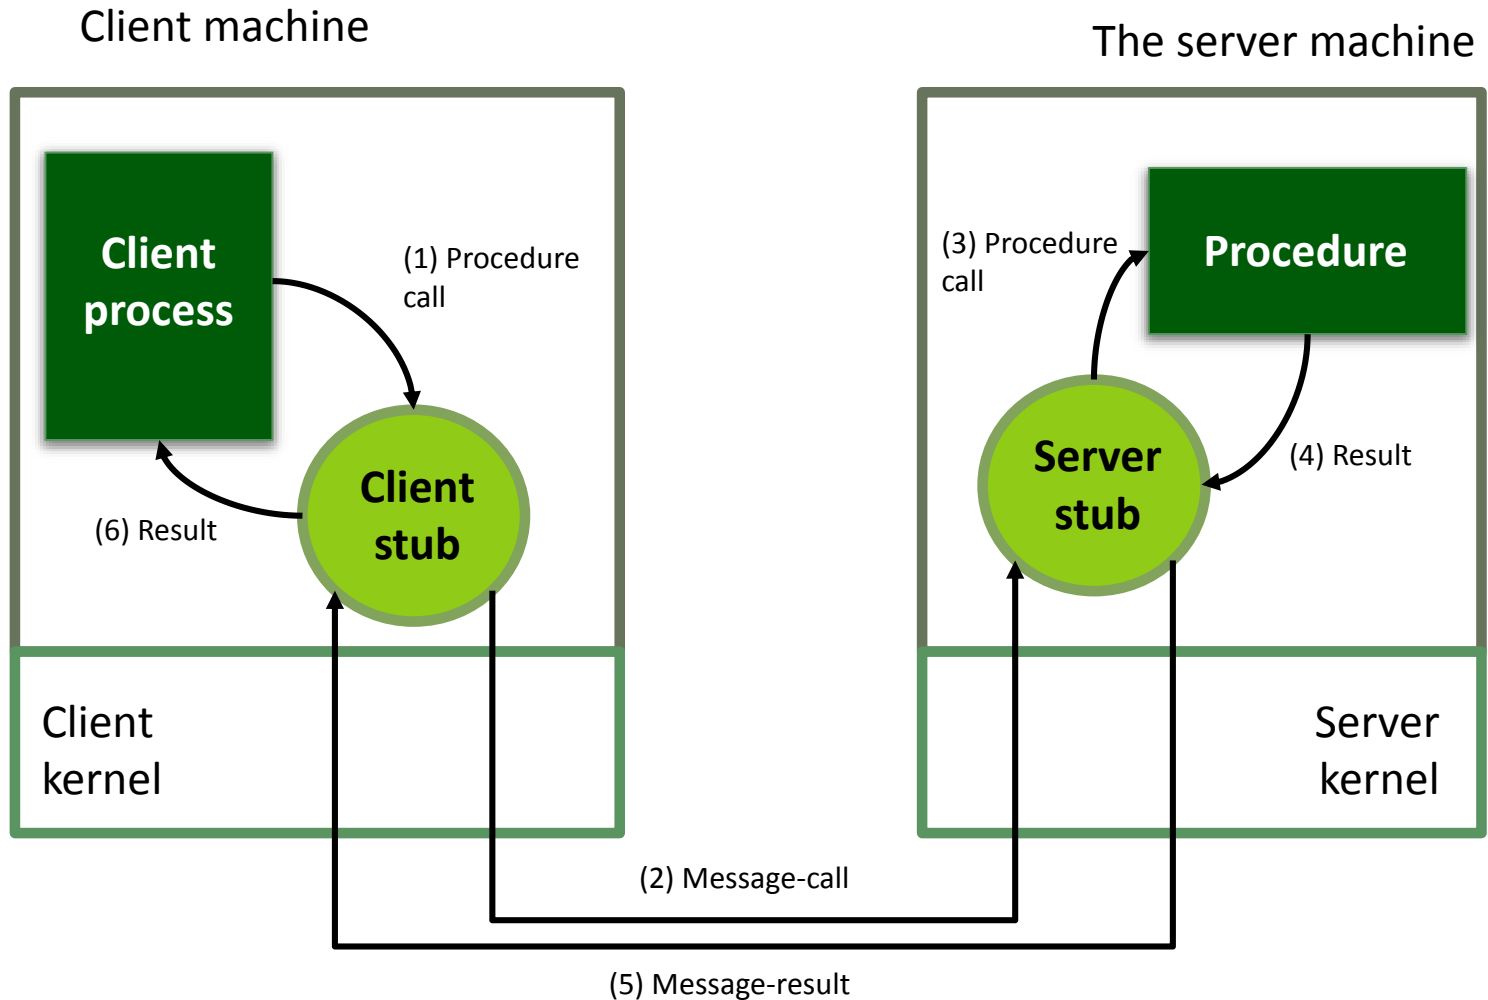 Client machine
The server machine
Client
process
(1) Procedure
call
(3) Procedure
call
Procedure
Client
stub
(6) Result
Server
stub
(4) Result
Client
kernel
Server
kernel
(2) Message-call
(5) Message-result